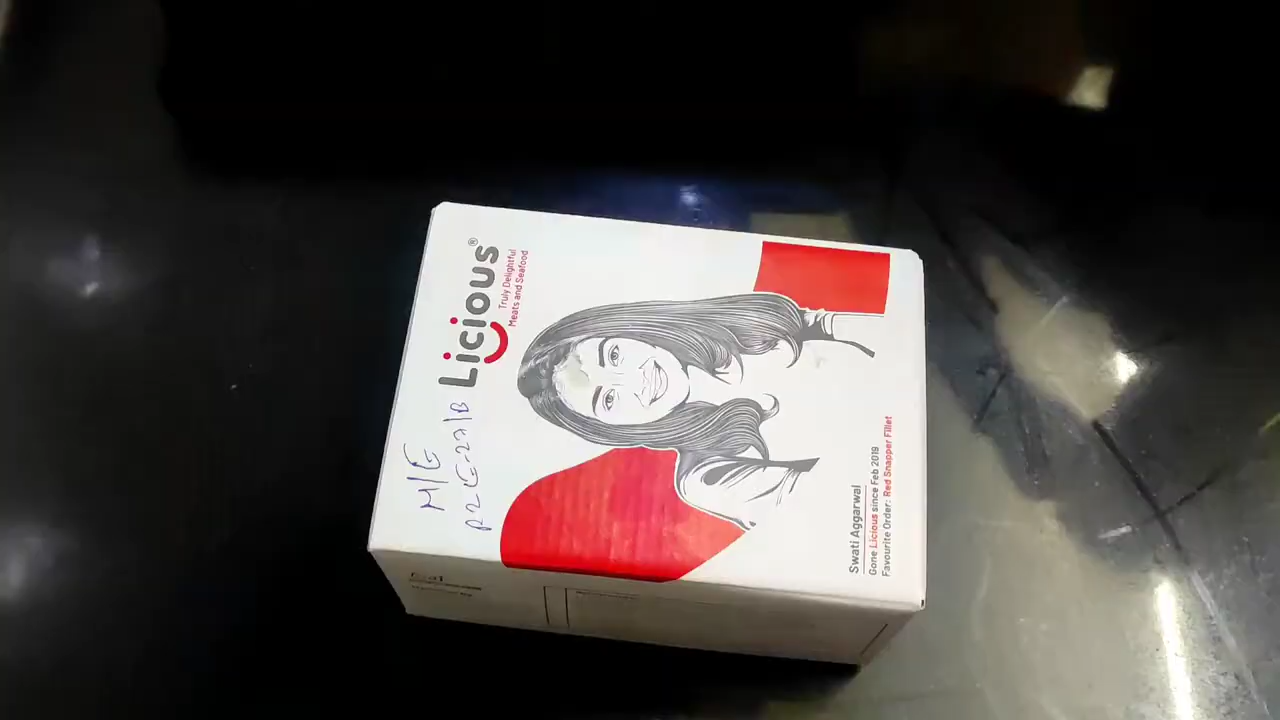 Licious®
Truly Delightful
Meats and Seafood
M/E
Swati Aggarwal
Gone Licious since Feb 2019
Favourite Order: Red Snapper Fillet